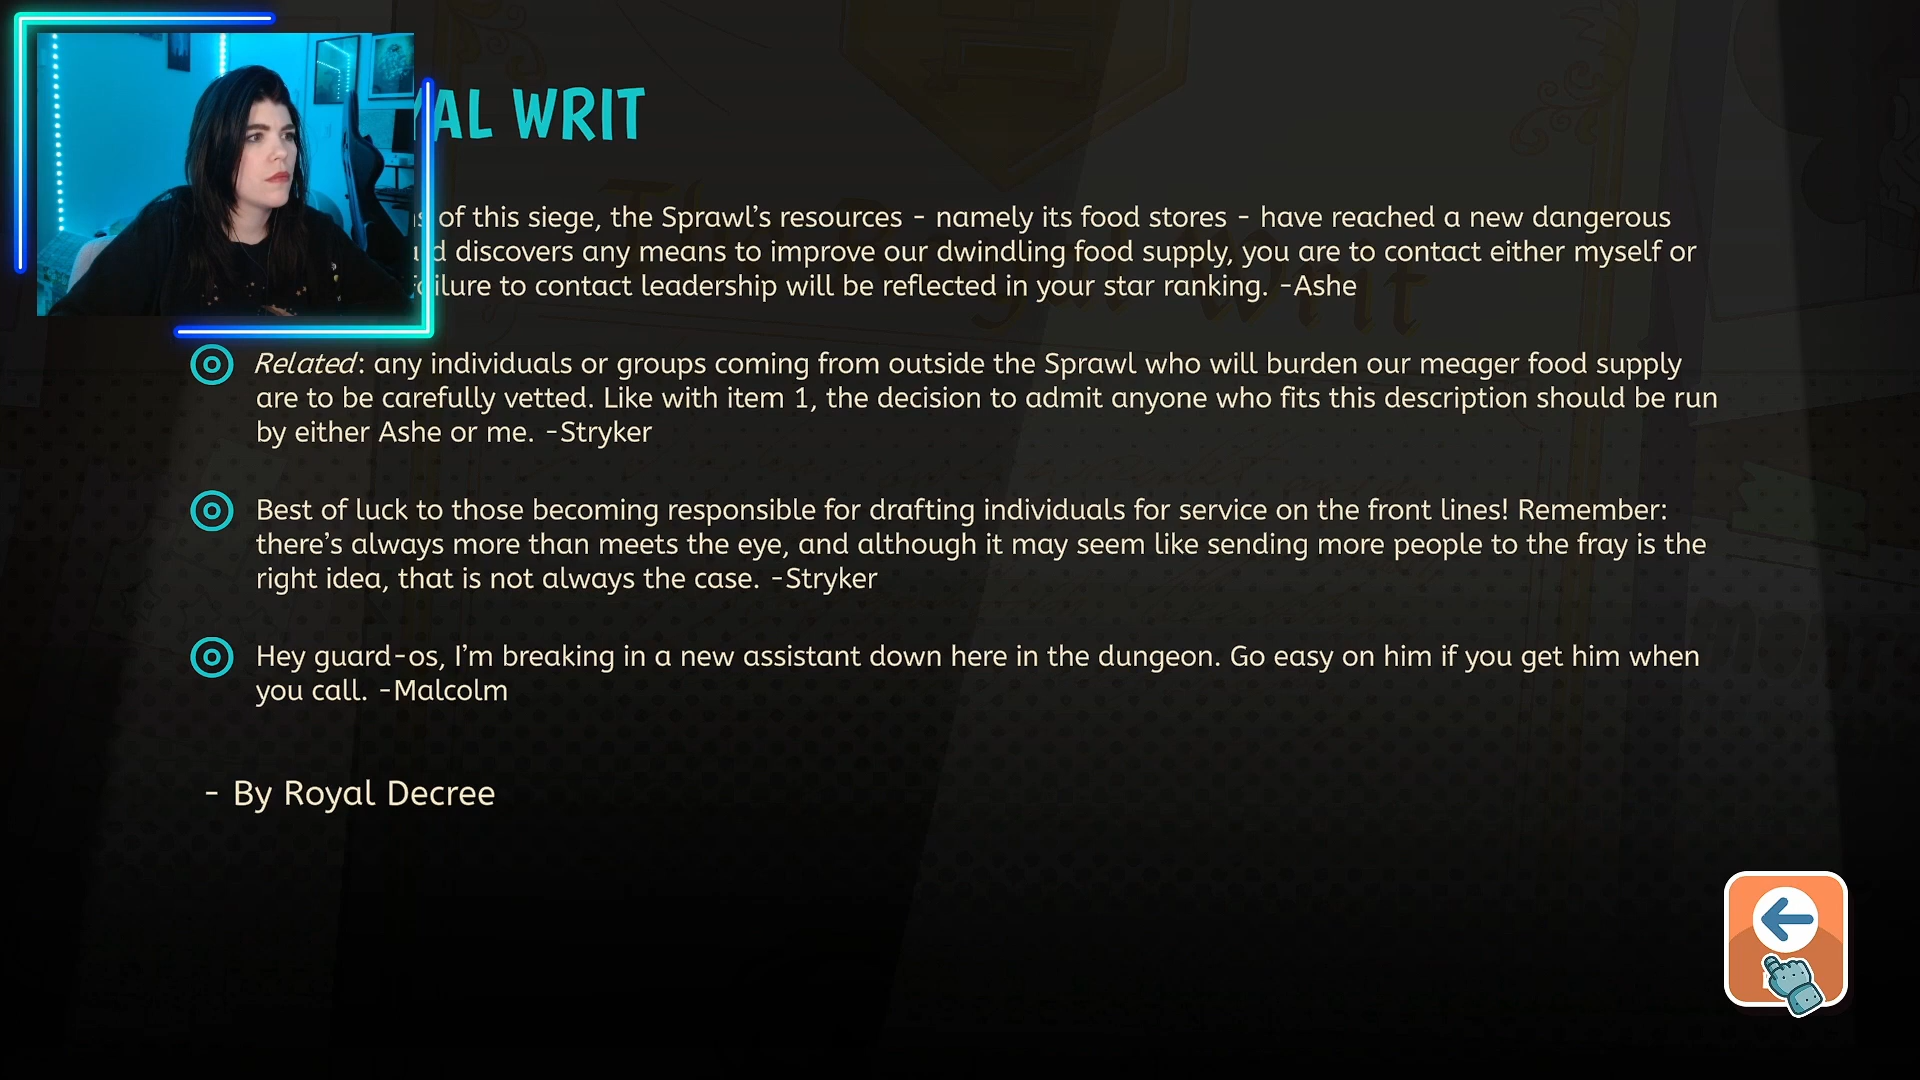 AL WRIT
of this siege, the Sprawl's resources - namely its food stores - have reached a new dangerous
discovers any means to improve our dwindling food supply, you are to contact either myself or
to contact leadership will be reflected in your star ranking. -Ashe
Related: any individuals or groups coming from outside the Sprawl who will burden our meager food supply
are to be carefully vetted. Like with item 1, the decision to admit anyone who fits this description should be run
by either Ashe or me. -Stryker
Best of luck to those becoming responsible for drafting individuals for service on the front lines! Remember:
there's always more than meets the eye, and although it may seem like sending more people to the fray is the
right idea, that is not always the case. -Stryker
Hey guard-os, I'm breaking in a new assistant down here in the dungeon. Go easy on him if you get him when
you call. -Malcolm
- By Royal Decree